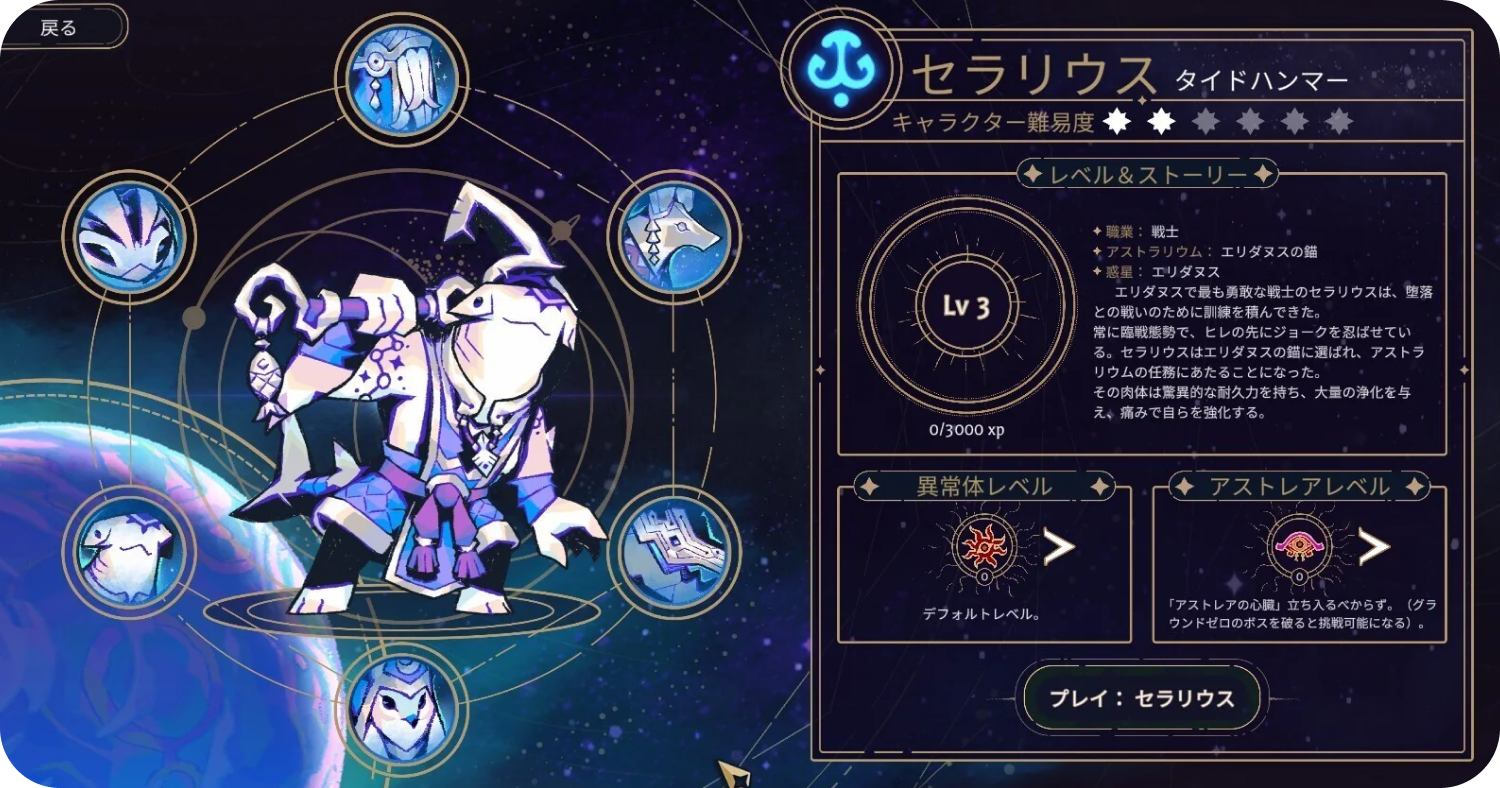 戻る
セラリウス タイドハンマー
キャラクター難易度
レベル＆ストーリー
Lv 3
0/3000 xp
職業： 戦士
アストラリウム： エリダヌスの錨
惑星： エリダヌス
エリダヌスで最も勇敢な戦士のセラリウスは、堕落
との戦いのために訓練を積んできた。
常に臨戦態勢で、ヒレの先にジョークを忍ばせてい
る。セラリウスはエリダヌスの錨に選ばれ、アストラ
リウムの任務にあたることになった。
その肉体は驚異的な耐久力を持ち、大量の浄化を与
え、痛みで自らを強化する。
異常体レベル
0
デフォルトレベル。
アストレアレベル
0
「アストレアの心臓」立ち入るべからず。（グラ
ウンドゼロのボスを破ると挑戦可能になる）。
プレイ： セラリウス